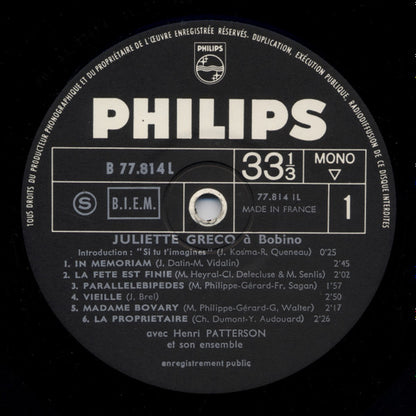 TOUS DROITS DU PRODUCTEUR PHONOGRAPHIQUE ET DU PROPRIÉTAIRE DE L'ŒUVRE ENREGISTRÉE RÉSERVÉS. DUPLICATION, EXÉCUTION PUBLIQUE, RADIODIFFUSION DE CE DISQUE INTERDITES
PHILIPS
PHILIPS
B 77.814 L
33 1/3
MONO
S
B.I.E.M.
77.814 1L
MADE IN FRANCE
1
JULIETTE GRECO à Bobino
Introduction : "Si tu t'imagines" (J. Kosma-R. Queneau) 0'25
1. IN MEMORIAM (J. Datin-M. Vidalin) 2'45
2. LA FETE EST FINIE (M. Heyral-Cl. Delecluse & M. Senlis) 2'02
3. PARALLELEBIPEDES (M. Philippe-Gérard-Fr. Sagan) 1'57
4. VIEILLE (J. Brel) 2'50
5. MADAME BOVARY (M. Philippe-Gérard-G. Walter) 2'17
6. LA PROPRIETAIRE (Ch. Dumont-Y. Audouard) 2'26
avec Henri PATTERSON
et son ensemble
enregistrement public